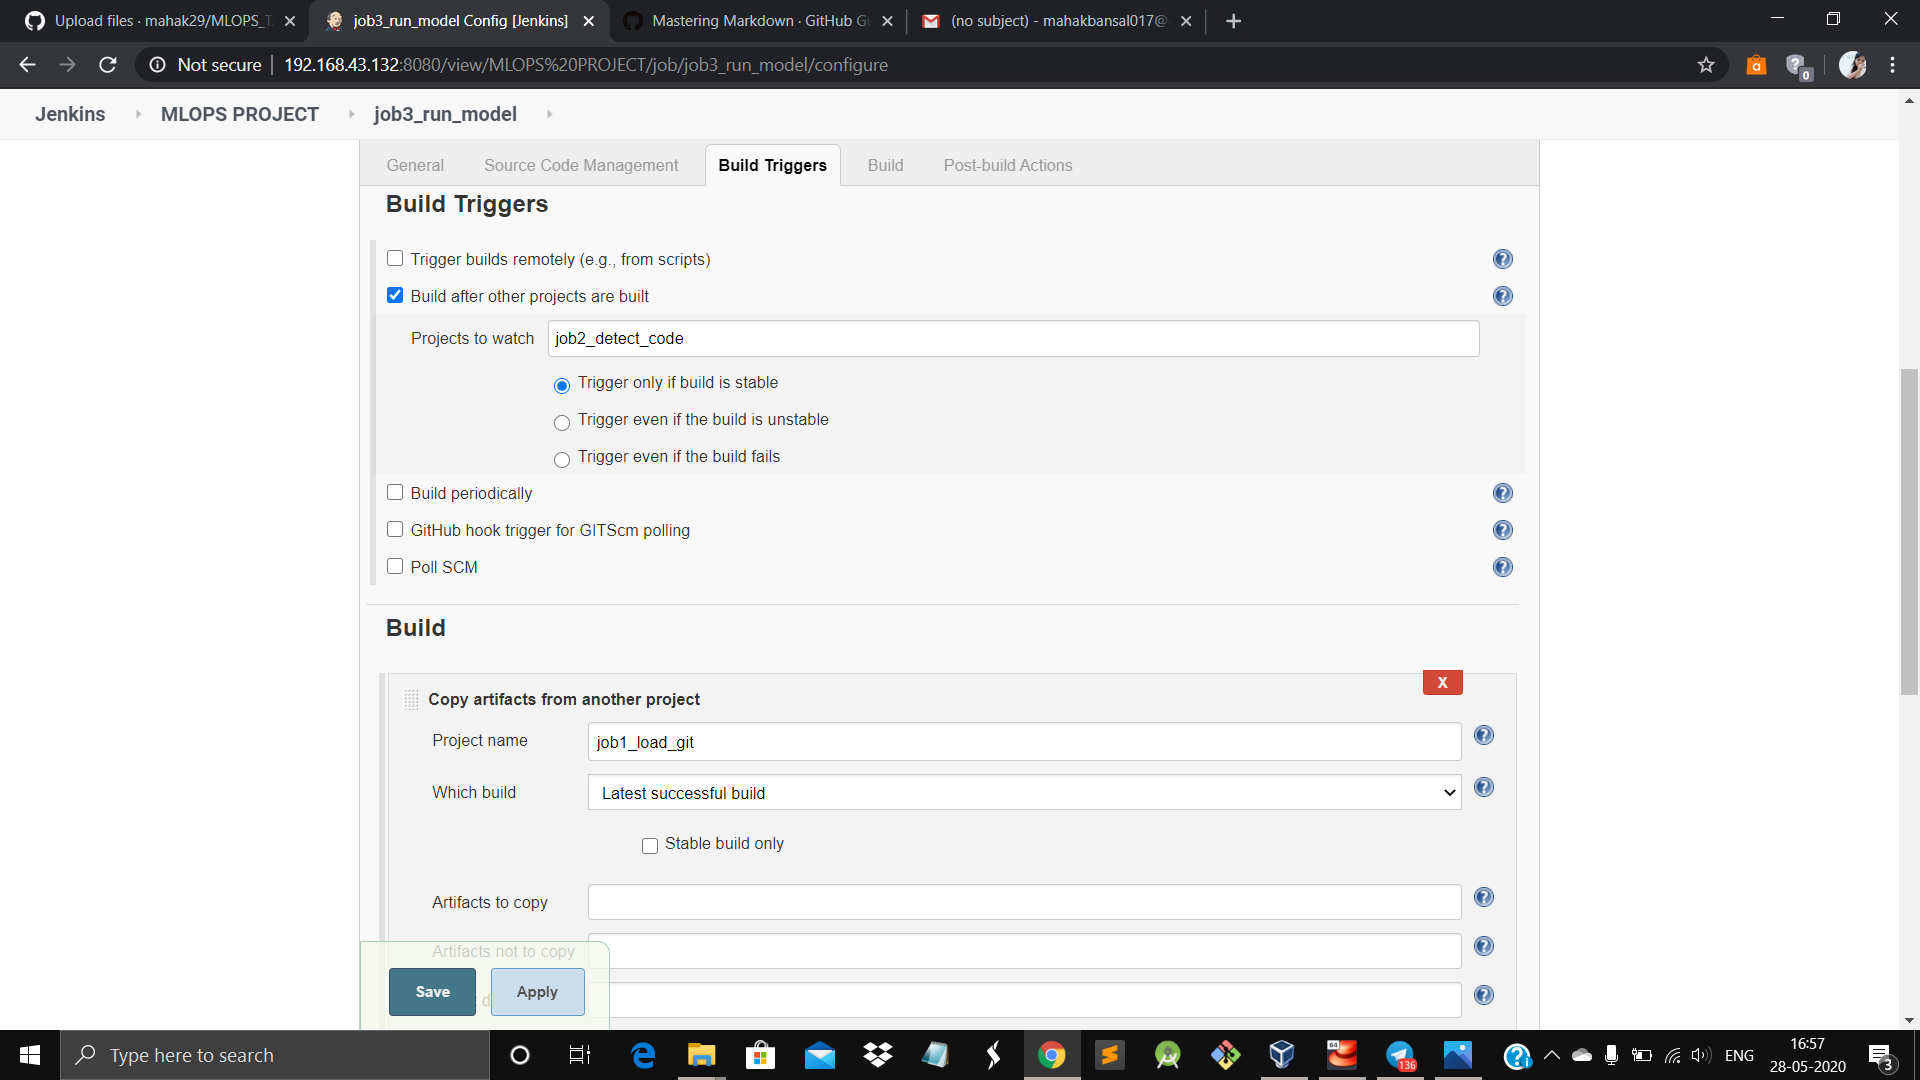 Upload files · mahak29/MLOPS_T
job3_run_model Config [Jenkins]
Mastering Markdown · GitHub G
(no subject) - mahakbansal017@
Not secure
192.168.43.132:8080/view/MLOPS%20PROJECT/job/job3_run_model/configure
0
Jenkins
MLOPS PROJECT
job3_run_model
General
Source Code Management
Build Triggers
Build
Post-build Actions
Build Triggers
Trigger builds remotely (e.g., from scripts)
Build after other projects are built
Projects to watch
job2_detect_code
Trigger only if build is stable
Trigger even if the build is unstable
Trigger even if the build fails
Build periodically
GitHub hook trigger for GITScm polling
Poll SCM
Build
X
Copy artifacts from another project
Project name
job1_load_git
Which build
Latest successful build
Stable build only
Artifacts to copy
Artifacts not to copy
Save
Apply
Type here to search
64
136
ENG
16:57
28-05-2020
3